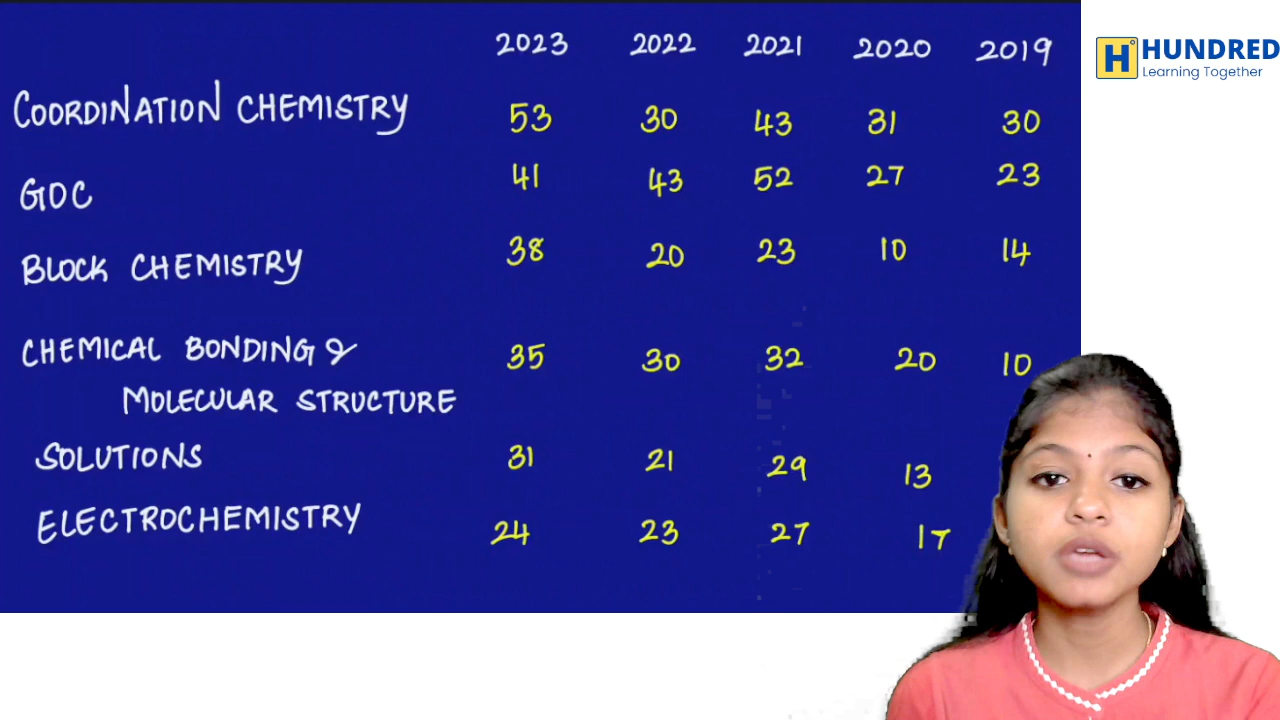 2023 2022 2021 2020 2019
HUNDRED
Learning Together
COORDINATION CHEMISTRY 53 30 43 31 30
GOC 41 43 52 27 23
BLOCK CHEMISTRY 38 20 23 10 14
CHEMICAL BONDING & 35 30 32 20 10
MOLECULAR STRUCTURE
SOLUTIONS 31 21 29 13
ELECTROCHEMISTRY 24 23 27 17